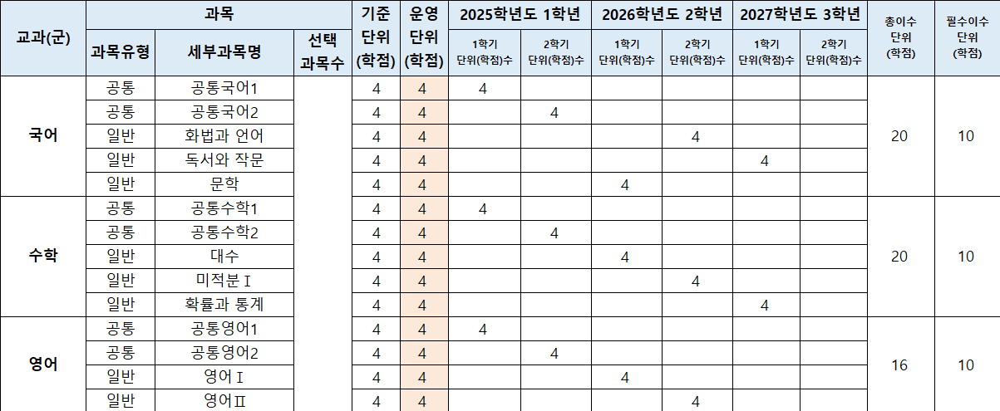 교과(군) 과목 기준 단위 (학점) 운영 단위 (학점) 2025학년도 1학년 2026학년도 2학년 2027학년도 3학년 총이수 단위 (학점) 필수이수 단위 (학점)
과목유형 세부과목명 선택 과목수 1학기 단위(학점)수 2학기 단위(학점)수 1학기 단위(학점)수 2학기 단위(학점)수 1학기 단위(학점)수 2학기 단위(학점)수
국어 공통 공통국어1 4 4 4 20 10
공통 공통국어2 4 4 4
일반 화법과 언어 4 4 4
일반 독서와 작문 4 4 4
일반 문학 4 4 4
수학 공통 공통수학1 4 4 4 20 10
공통 공통수학2 4 4 4
일반 대수 4 4 4
일반 미적분Ⅰ 4 4 4
일반 확률과 통계 4 4 4
영어 공통 공통영어1 4 4 4 16 10
공통 공통영어2 4 4 4
일반 영어Ⅰ 4 4 4
일반 영어Ⅱ 4 4 4